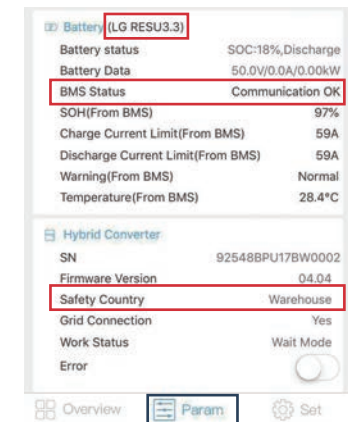 Battery (LG RESU3.3)
Battery status SOC:18%,Discharge
Battery Data 50.0V/0.0A/0.00kW
BMS Status Communication OK
SOH(From BMS) 97%
Charge Current Limit(From BMS) 59A
Discharge Current Limit(From BMS) 59A
Warning(From BMS) Normal
Temperature(From BMS) 28.4°C
Hybrid Converter
SN 92548BPU17BW0002
Firmware Version 04.04
Safety Country Warehouse
Grid Connection Yes
Work Status Wait Mode
Error
Overview Param Set